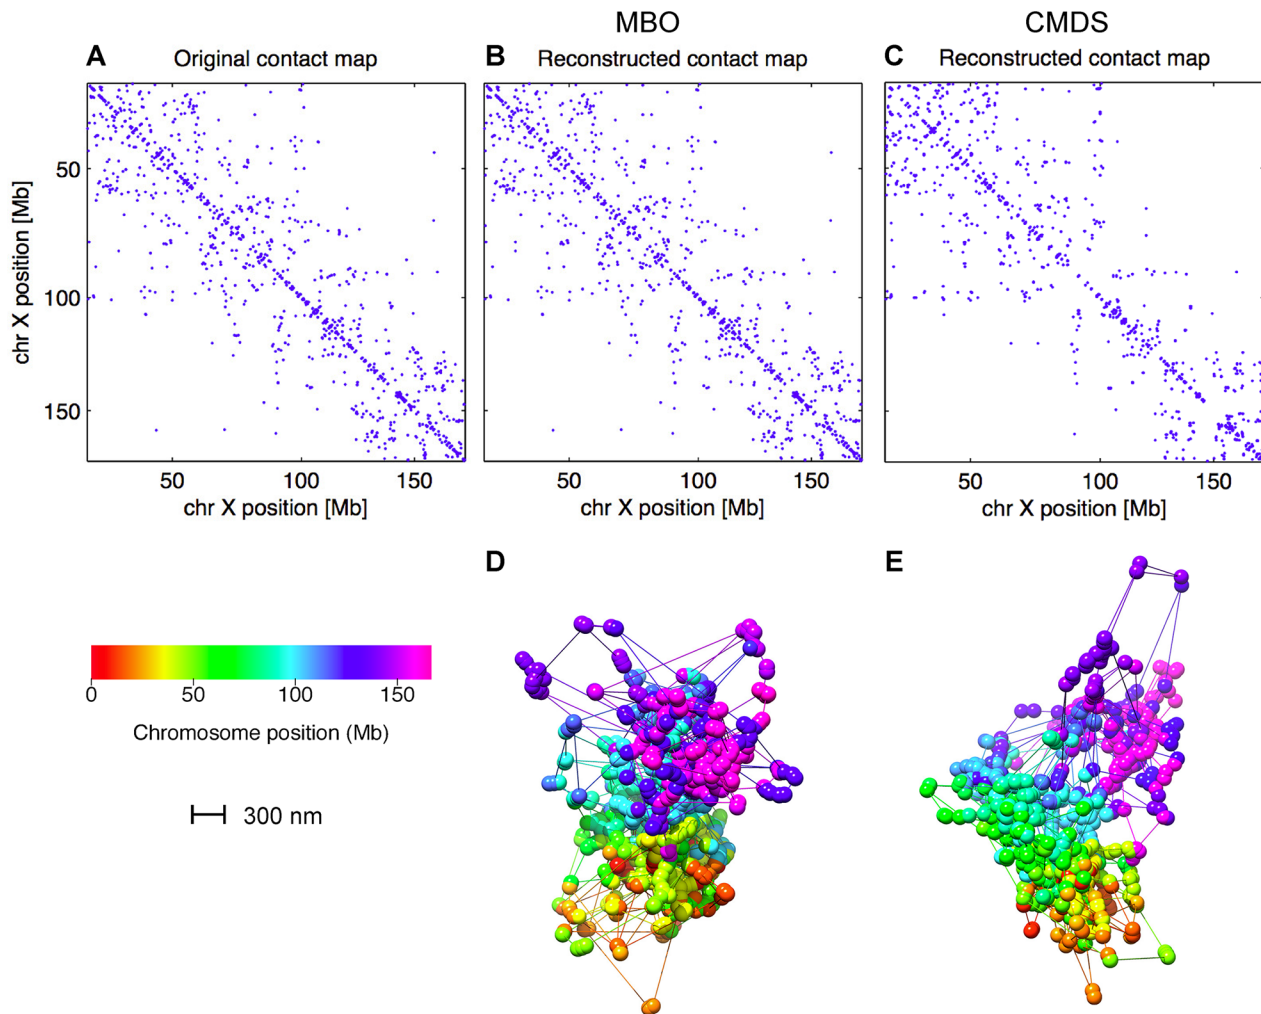 MBO
CMDS
A
Original contact map
B
Reconstructed contact map
C
Reconstructed contact map
chr X position [Mb]
50
100
150
50
100
150
chr X position [Mb]
50
100
150
chr X position [Mb]
50
100
150
chr X position [Mb]
D
E
0
50
100
150
Chromosome position (Mb)
300 nm